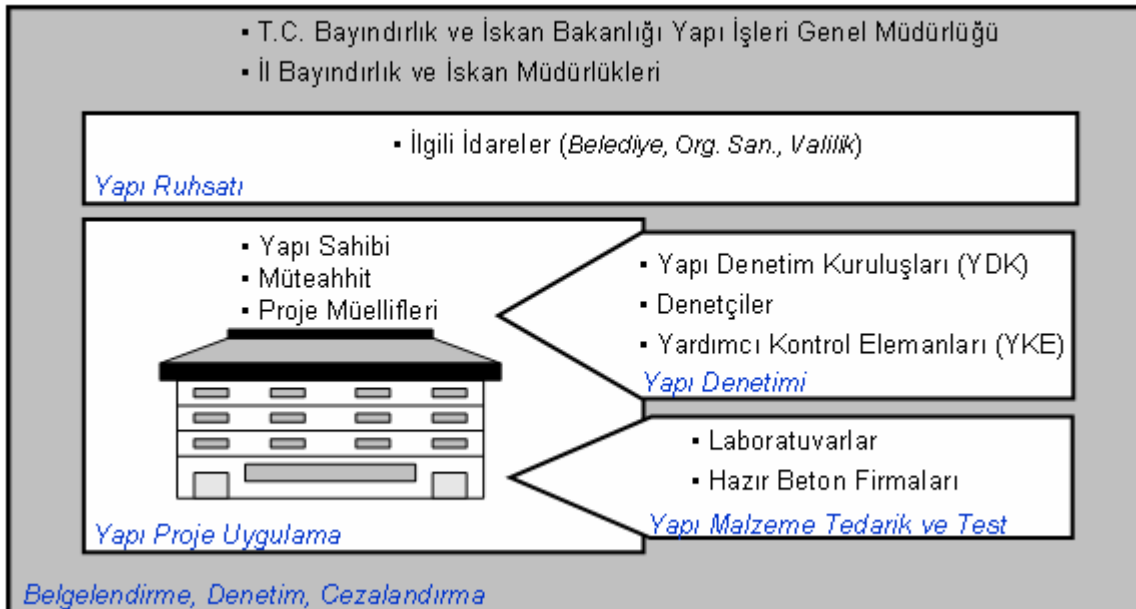 ▪ T.C. Bayındırlık ve İskan Bakanlığı Yapı İşleri Genel Müdürlüğü
▪ İl Bayındırlık ve İskan Müdürlükleri
▪ İlgili İdareler (Belediye, Org. San., Valilik)
Yapı Ruhsatı
▪ Yapı Sahibi
▪ Müteahhit
▪ Proje Müellifleri
Yapı Proje Uygulama
▪ Yapı Denetim Kuruluşları (YDK)
▪ Denetçiler
▪ Yardımcı Kontrol Elemanları (YKE)
Yapı Denetimi
▪ Laboratuvarlar
▪ Hazır Beton Firmaları
Yapı Malzeme Tedarik ve Test
Belgelendirme, Denetim, Cezalandırma